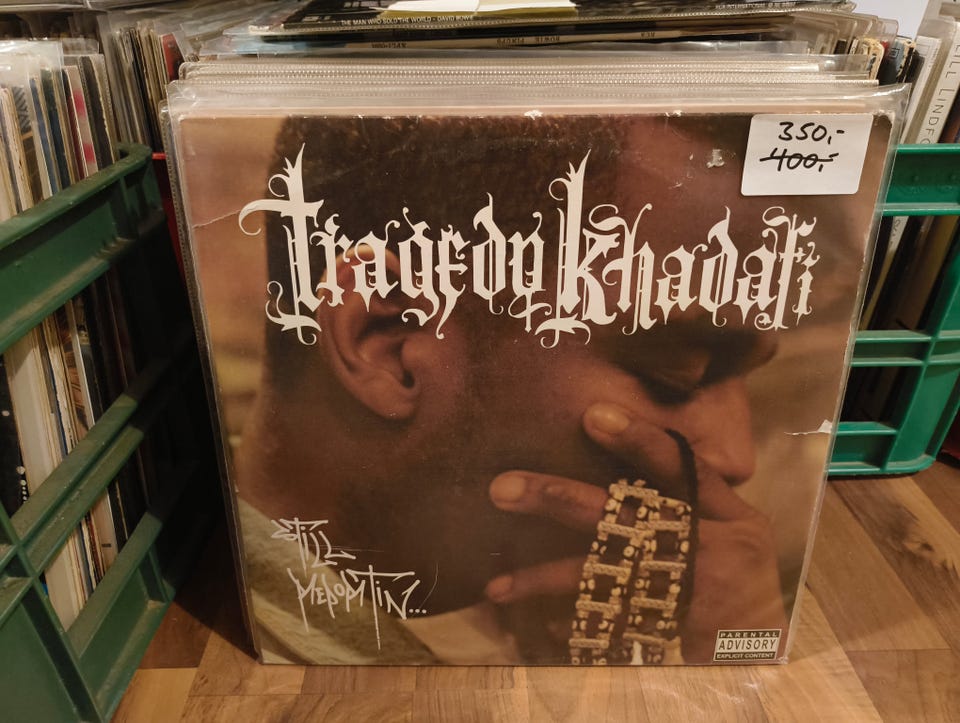 THE MAN WHO SOLD THE WORLD - DAVID BOWIE
350,-
400,-
tragedy khadafi
STILL
REPORTIN...
PARENTAL
ADVISORY
EXPLICIT CONTENT